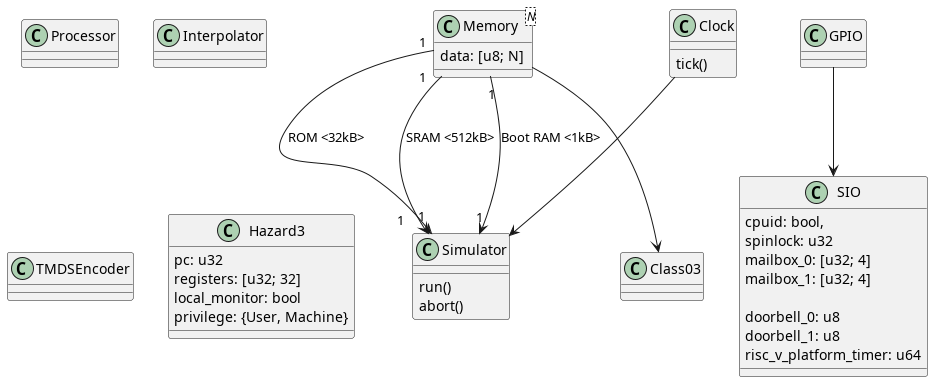 C Processor
C Interpolator
C Memory N
data: [u8; N]
C Clock
tick()
C GPIO
1
1
1
ROM <32kB>
SRAM <512kB>
Boot RAM <1kB>
1
1
1
C TMDSEncoder
C Hazard3
pc: u32
registers: [u32; 32]
local_monitor: bool
privilege: {User, Machine}
C Simulator
run()
abort()
C Class03
C SIO
cpuid: bool,
spinlock: u32
mailbox_0: [u32; 4]
mailbox_1: [u32; 4]
doorbell_0: u8
doorbell_1: u8
risc_v_platform_timer: u64